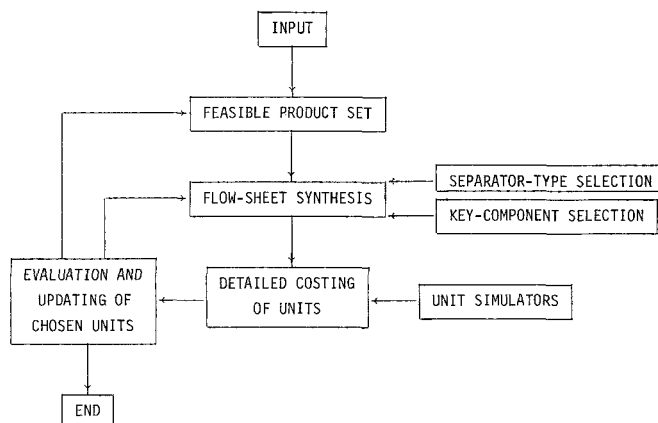 INPUT
FEASIBLE PRODUCT SET
SEPARATOR-TYPE SELECTION
FLOW-SHEET SYNTHESIS
KEY-COMPONENT SELECTION
EVALUATION AND
UPDATING OF
CHOSEN UNITS
DETAILED COSTING
OF UNITS
UNIT SIMULATORS
END